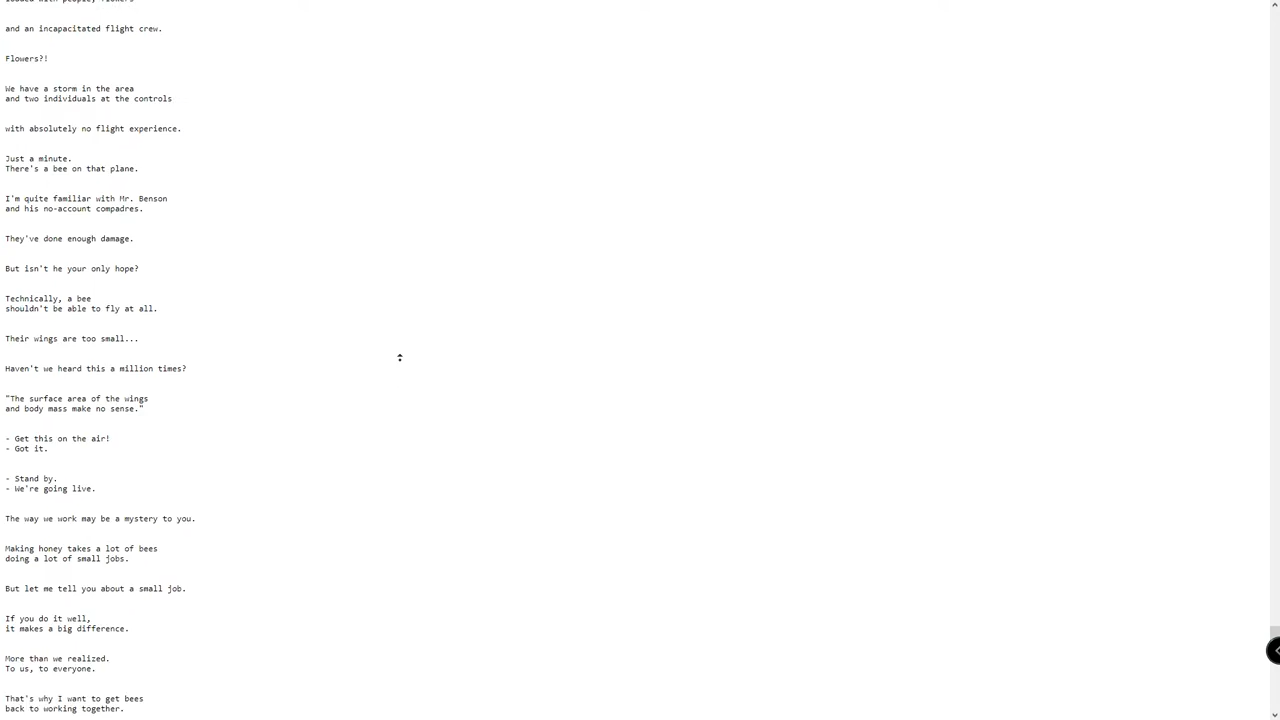 loaded with people, flowers
and an incapacitated flight crew.
Flowers?!
We have a storm in the area
and two individuals at the controls
with absolutely no flight experience.
Just a minute.
There's a bee on that plane.
I'm quite familiar with Mr. Benson
and his no-account compadres.
They've done enough damage.
But isn't he your only hope?
Technically, a bee
shouldn't be able to fly at all.
Their wings are too small...
Haven't we heard this a million times?
"The surface area of the wings
and body mass make no sense."
- Get this on the air!
- Got it.
- Stand by.
- We're going live.
The way we work may be a mystery to you.
Making honey takes a lot of bees
doing a lot of small jobs.
But let me tell you about a small job.
If you do it well,
it makes a big difference.
More than we realized.
To us, to everyone.
That's why I want to get bees
back to working together.